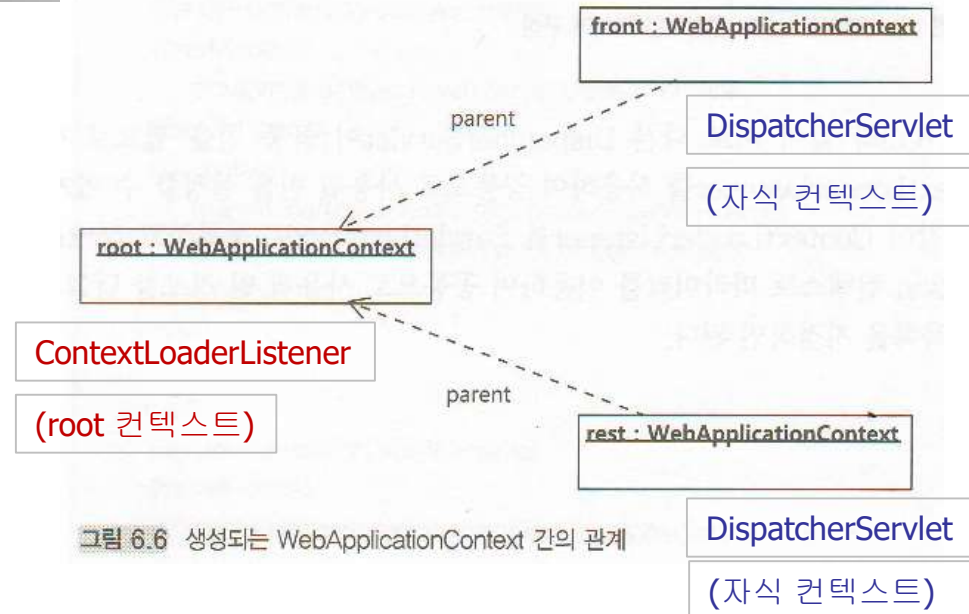 front : WebApplicationContext
DispatcherServlet
(자식 컨텍스트)
parent
root : WebApplicationContext
ContextLoaderListener
(root 컨텍스트)
parent
rest : WebApplicationContext
DispatcherServlet
(자식 컨텍스트)
그림 6.6 생성되는 WebApplicationContext 간의 관계